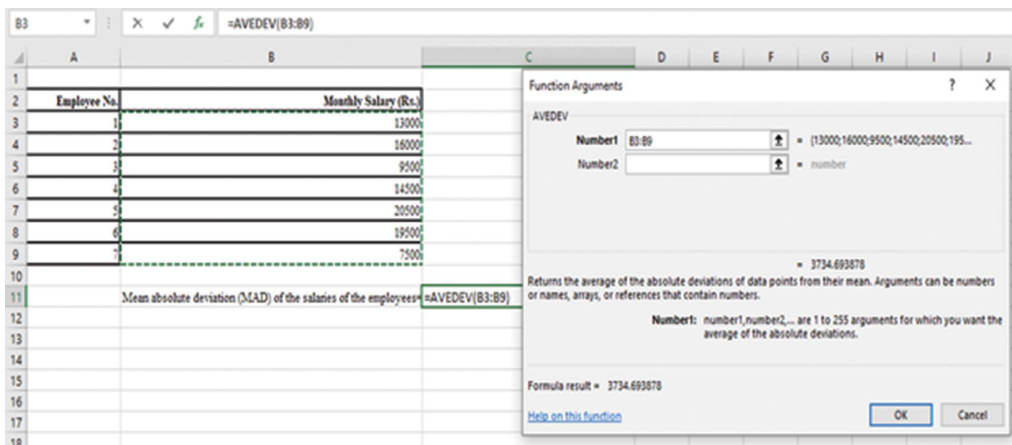 B3 =AVEDEV(B3:B9)
A B C D E F G H I J
1
2 Employee No. Monthly Salary (Rs.)
3 1 13000
4 2 16000
5 3 9500
6 4 14500
7 5 20500
8 6 19500
9 7 7500
10
11 Mean absolute deviation (MAD) of the salaries of the employees= =AVEDEV(B3:B9)
12
13
14
15
16
17
18
Function Arguments ? X
AVEDEV
Number1 B3:B9 = {13000;16000;9500;14500;20500;195...
Number2 = number
= 3734.693878
Returns the average of the absolute deviations of data points from their mean. Arguments can be numbers
or names, arrays, or references that contain numbers.
Number1: number1,number2,... are 1 to 255 arguments for which you want the
average of the absolute deviations.
Formula result = 3734.693878
Help on this function OK Cancel